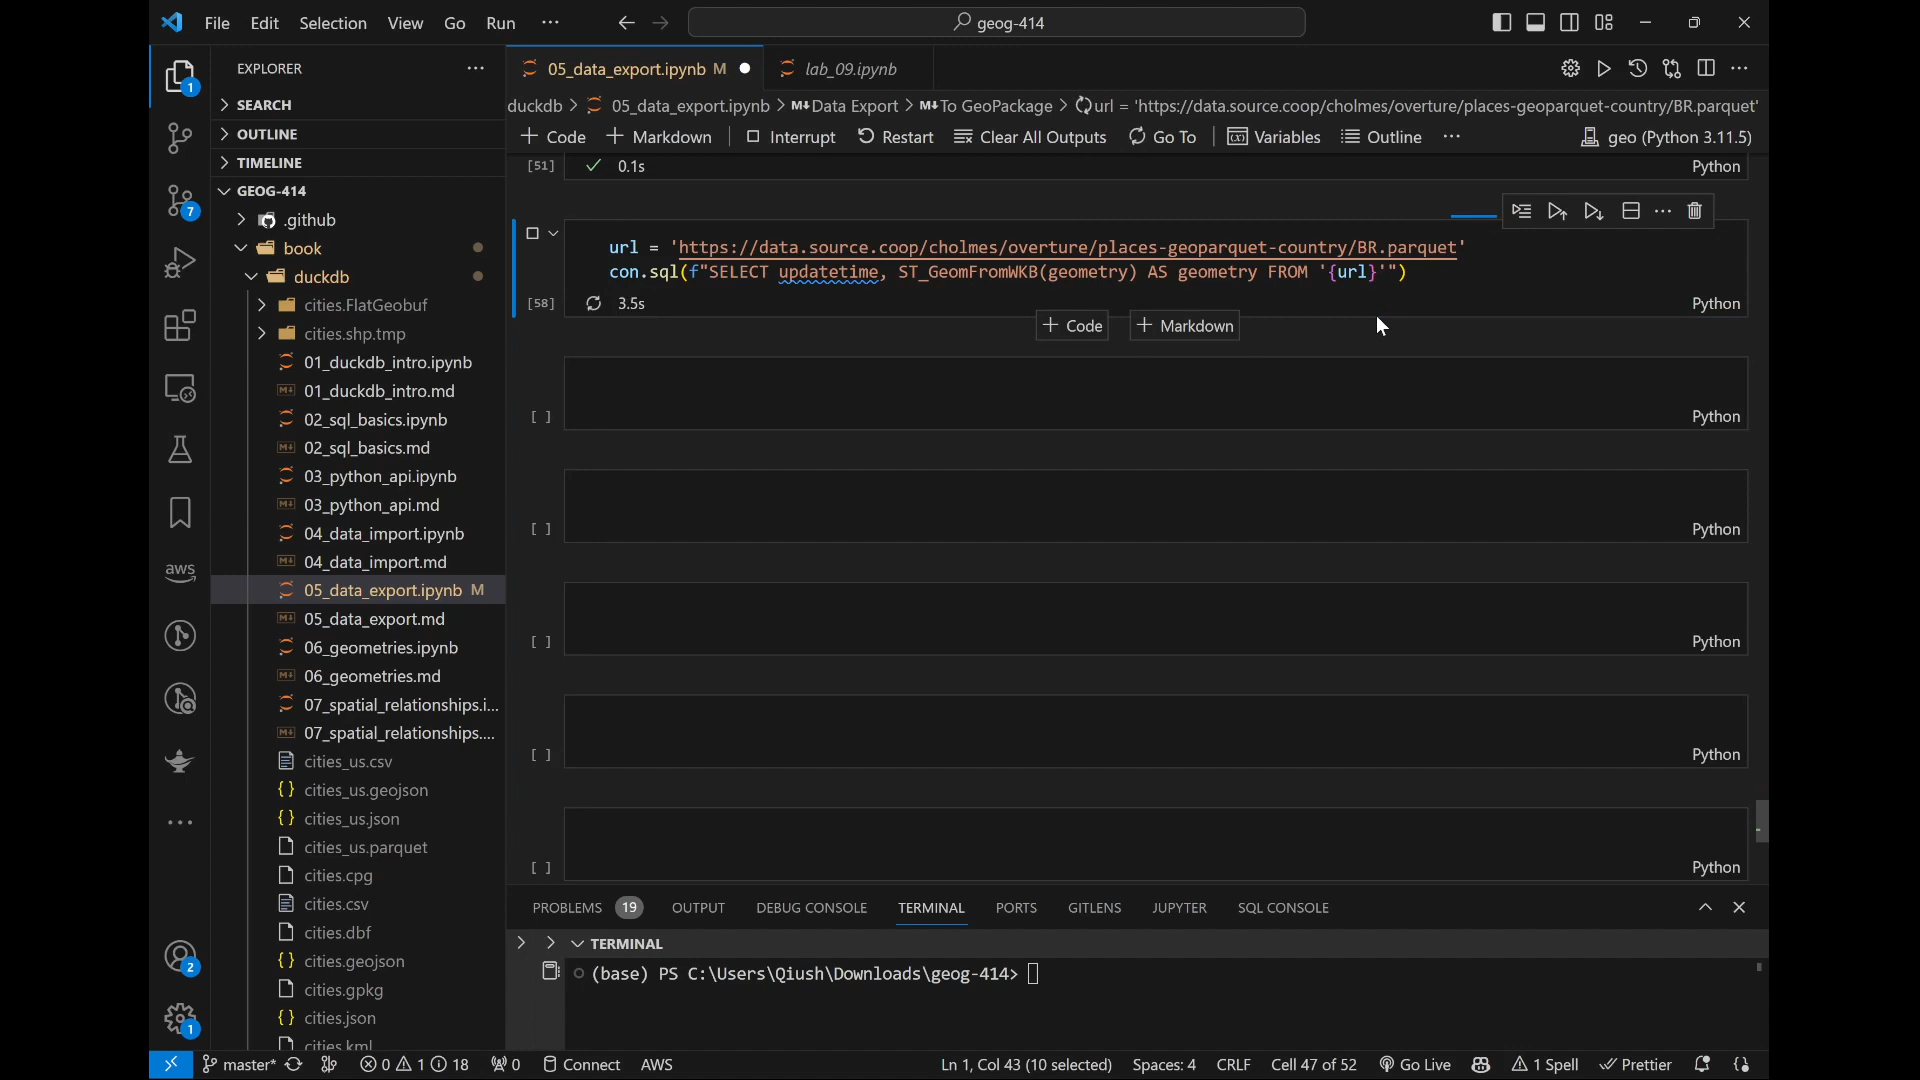 File Edit Selection View Go Run ··· geog-414
EXPLORER ···
SEARCH
OUTLINE
TIMELINE
GEOG-414
.github
book
duckdb
cities.FlatGeobuf
cities.shp.tmp
01_duckdb_intro.ipynb
01_duckdb_intro.md
02_sql_basics.ipynb
02_sql_basics.md
03_python_api.ipynb
03_python_api.md
04_data_import.ipynb
04_data_import.md
05_data_export.ipynb M
05_data_export.md
06_geometries.ipynb
06_geometries.md
07_spatial_relationships.i...
07_spatial_relationships....
cities_us.csv
cities_us.geojson
cities_us.json
cities_us.parquet
cities.cpg
cities.csv
cities.dbf
cities.geojson
cities.gpkg
cities.json
cities.kml
1
7
aws
2
1
05_data_export.ipynb M lab_09.ipynb
duckdb > 05_data_export.ipynb > M↓Data Export > M↓To GeoPackage > url = 'https://data.source.coop/cholmes/overture/places-geoparquet-country/BR.parquet'
+ Code + Markdown Interrupt Restart Clear All Outputs Go To Variables Outline ··· geo (Python 3.11.5)
[51] ✓ 0.1s Python
url = 'https://data.source.coop/cholmes/overture/places-geoparquet-country/BR.parquet'
con.sql(f"SELECT updatetime, ST_GeomFromWKB(geometry) AS geometry FROM '{url}'")
[58] 3.5s Python
+ Code + Markdown
[ ] Python
[ ] Python
[ ] Python
[ ] Python
[ ] Python
PROBLEMS 19 OUTPUT DEBUG CONSOLE TERMINAL PORTS GITLENS JUPYTER SQL CONSOLE
TERMINAL
(base) PS C:\Users\Qiush\Downloads\geog-414>
master* 0 1 18 0 Connect AWS Ln 1, Col 43 (10 selected) Spaces: 4 CRLF Cell 47 of 52 Go Live 1 Spell Prettier